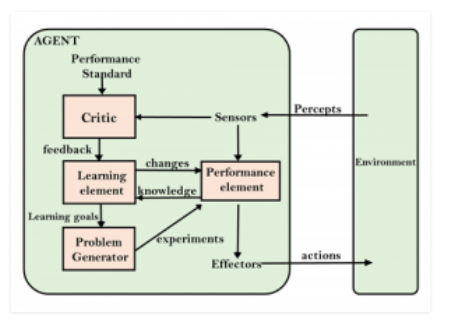 AGENT
Performance
Standard
Critic
Sensors
Percepts
feedback
changes
Learning
element
Performance
element
Environment
knowledge
Learning goals
Problem
Generator
experiments
Effectors
actions